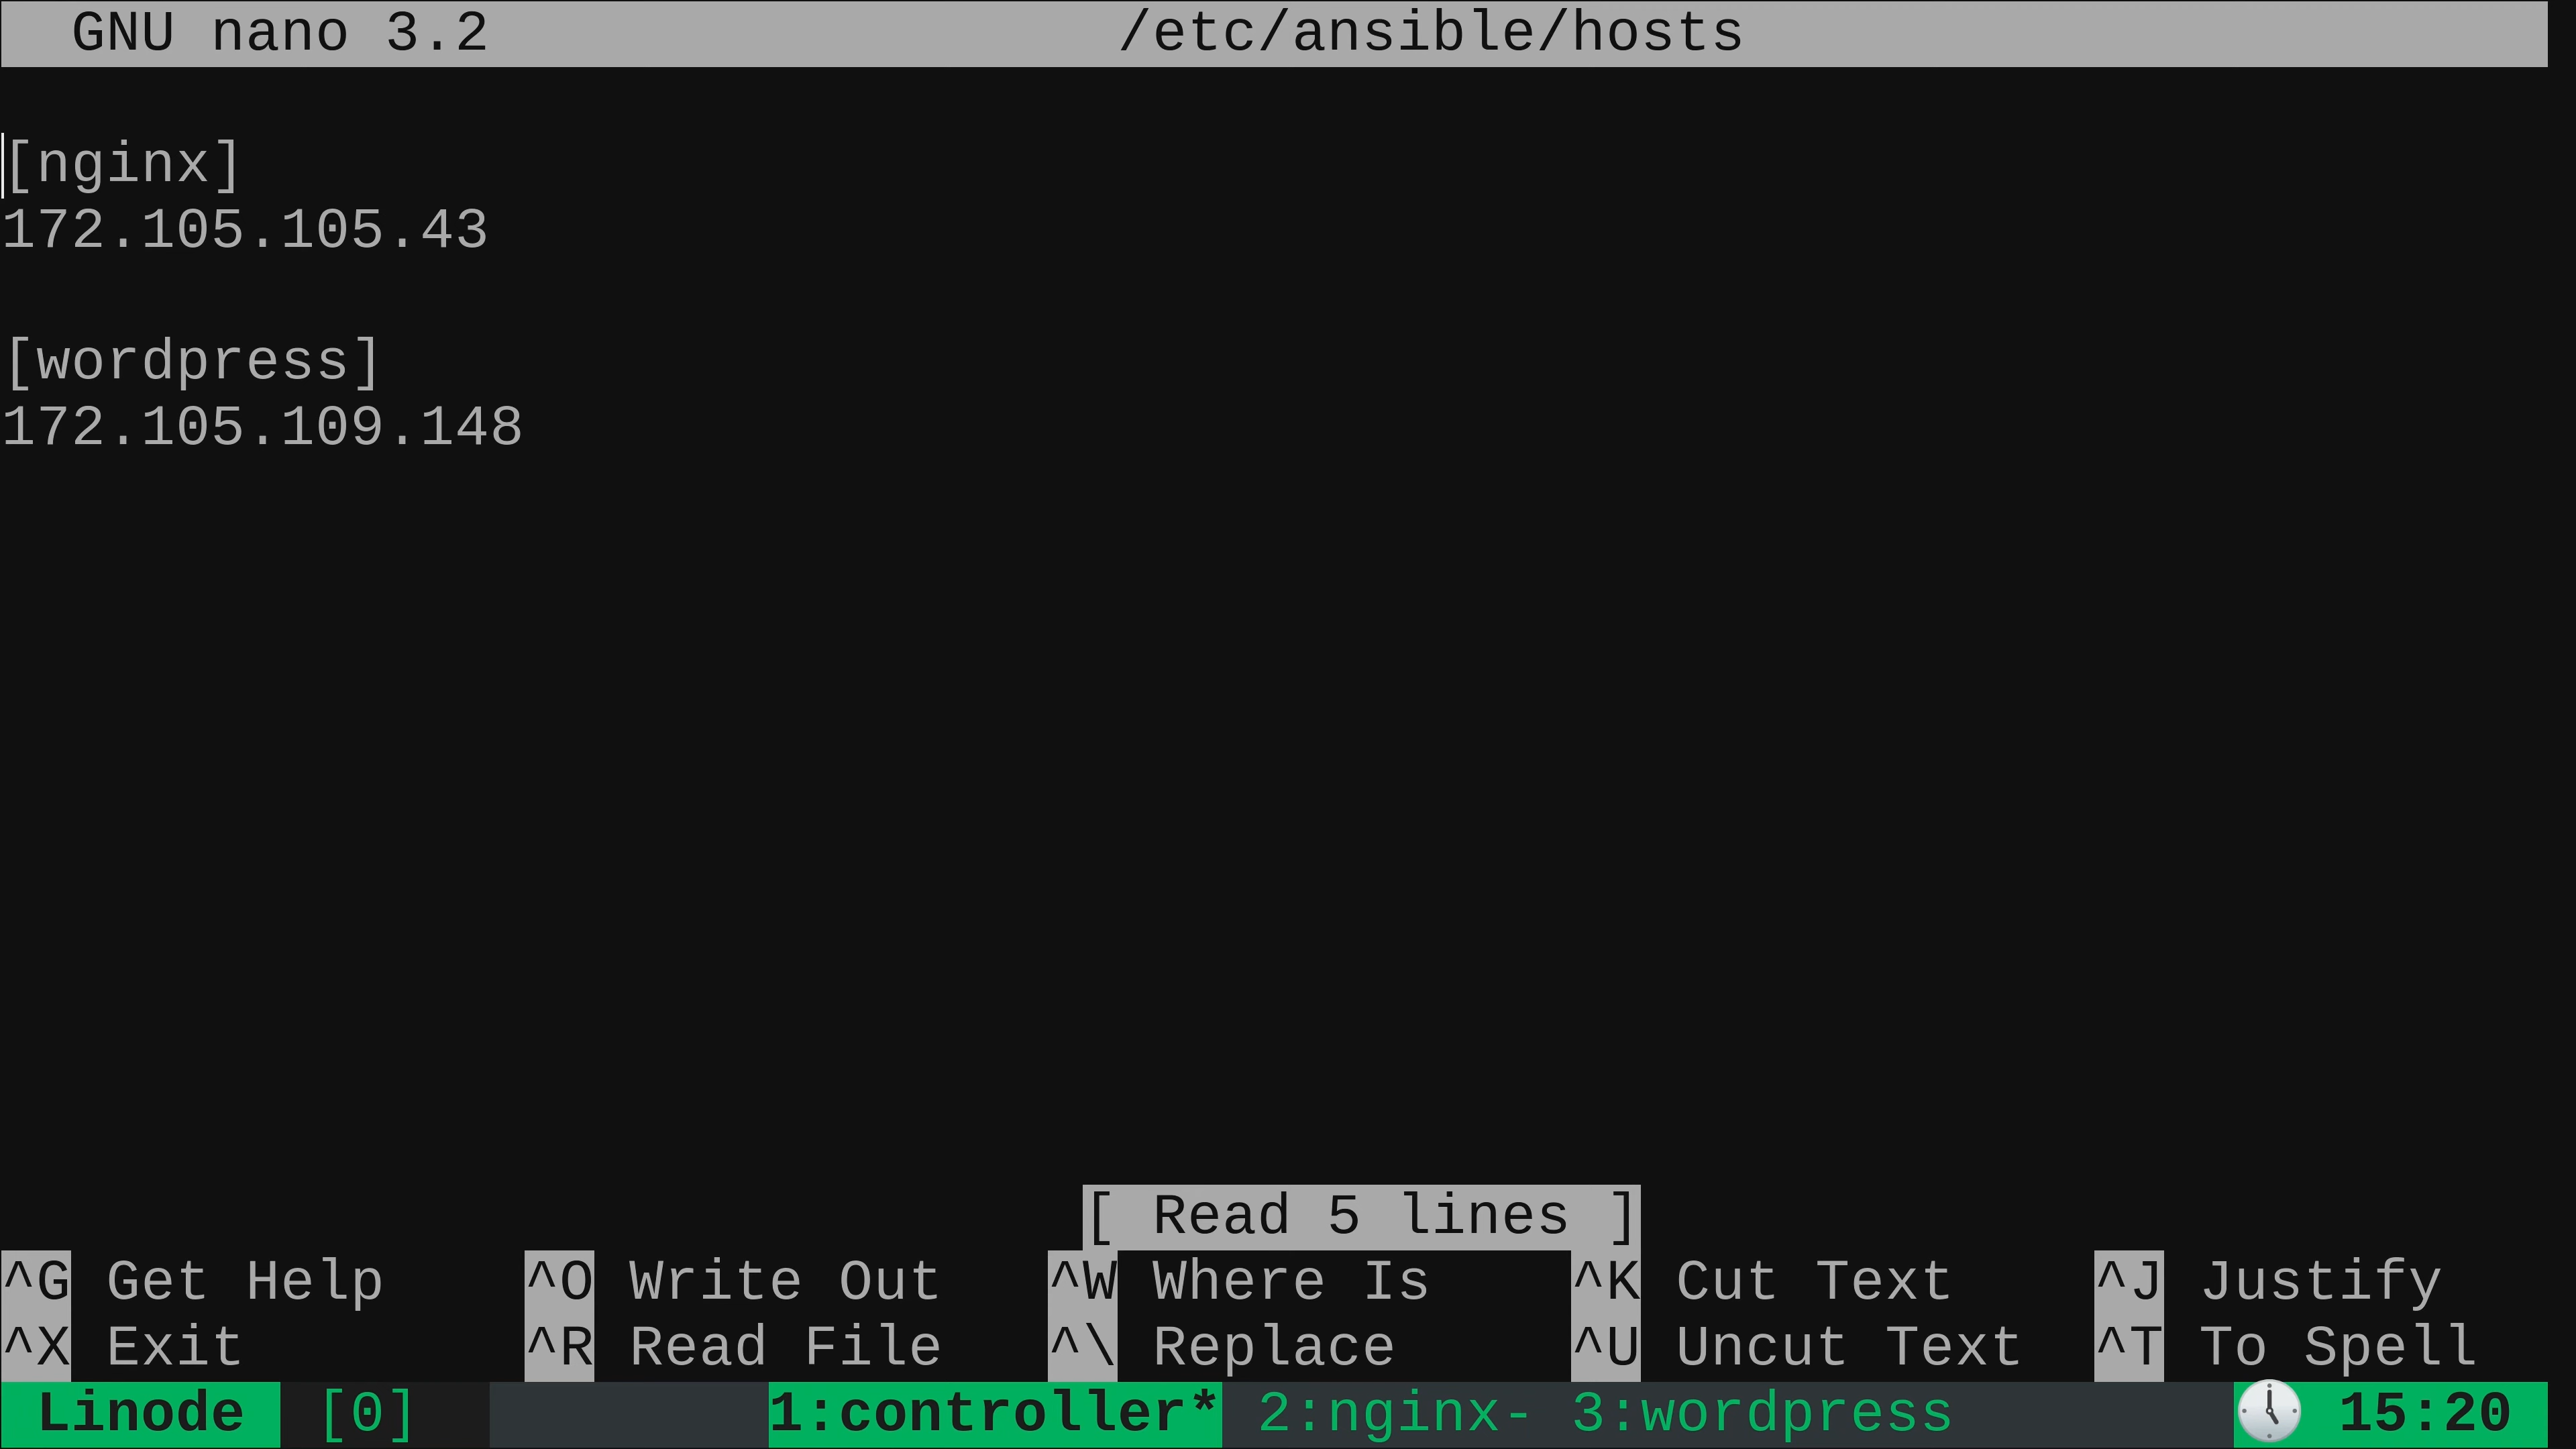 GNU nano 3.2 /etc/ansible/hosts
[nginx]
172.105.105.43
[wordpress]
172.105.109.148
[ Read 5 lines ]
^G Get Help ^O Write Out ^W Where Is ^K Cut Text ^J Justify
^X Exit ^R Read File ^\ Replace ^U Uncut Text ^T To Spell
Linode [0] 1:controller* 2:nginx- 3:wordpress 15:20